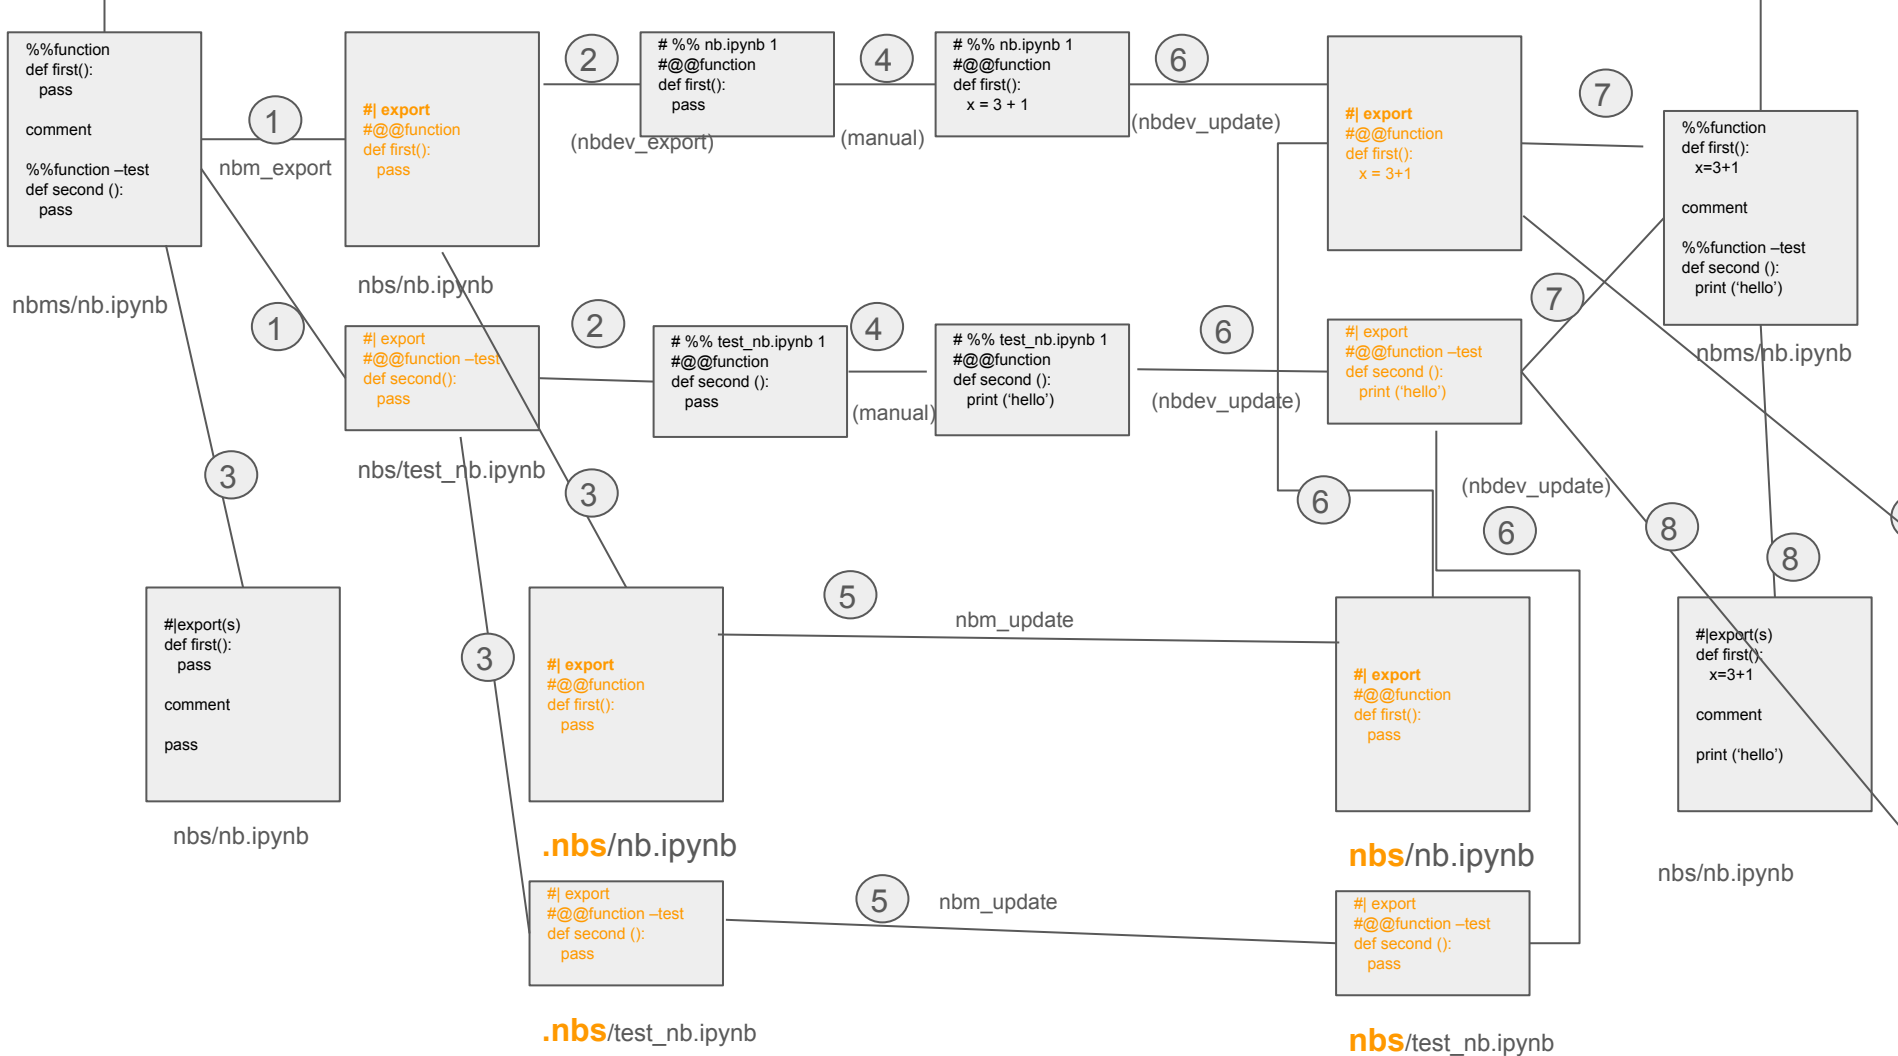 %%function
def first():
pass
comment
%%function –test
def second ():
pass
nbms/nb.ipynb
1
nbm_export
#| export
#@@function
def first():
pass
nbs/nb.ipynb
2
(nbdev_export)
# %% nb.ipynb 1
#@@function
def first():
pass
4
(manual)
# %% nb.ipynb 1
#@@function
def first():
x = 3 + 1
6
(nbdev_update)
#| export
#@@function
def first():
x = 3+1
7
%%function
def first():
x=3+1
comment
%%function –test
def second ():
print (‘hello’)
nbms/nb.ipynb
1
#| export
#@@function –test
def second():
pass
nbs/test_nb.ipynb
2
# %% test_nb.ipynb 1
#@@function
def second ():
pass
4
(manual)
# %% test_nb.ipynb 1
#@@function
def second ():
print (‘hello’)
6
(nbdev_update)
#| export
#@@function –test
def second ():
print (‘hello’)
7
3
3
6
(nbdev_update)
6
8
8
#|export(s)
def first():
pass
comment
pass
nbs/nb.ipynb
3
#| export
#@@function
def first():
pass
.nbs/nb.ipynb
5
nbm_update
#| export
#@@function
def first():
pass
nbs/nb.ipynb
#|export(s)
def first():
x=3+1
comment
print (‘hello’)
nbs/nb.ipynb
#| export
#@@function –test
def second ():
pass
.nbs/test_nb.ipynb
5
nbm_update
#| export
#@@function –test
def second ():
pass
nbs/test_nb.ipynb